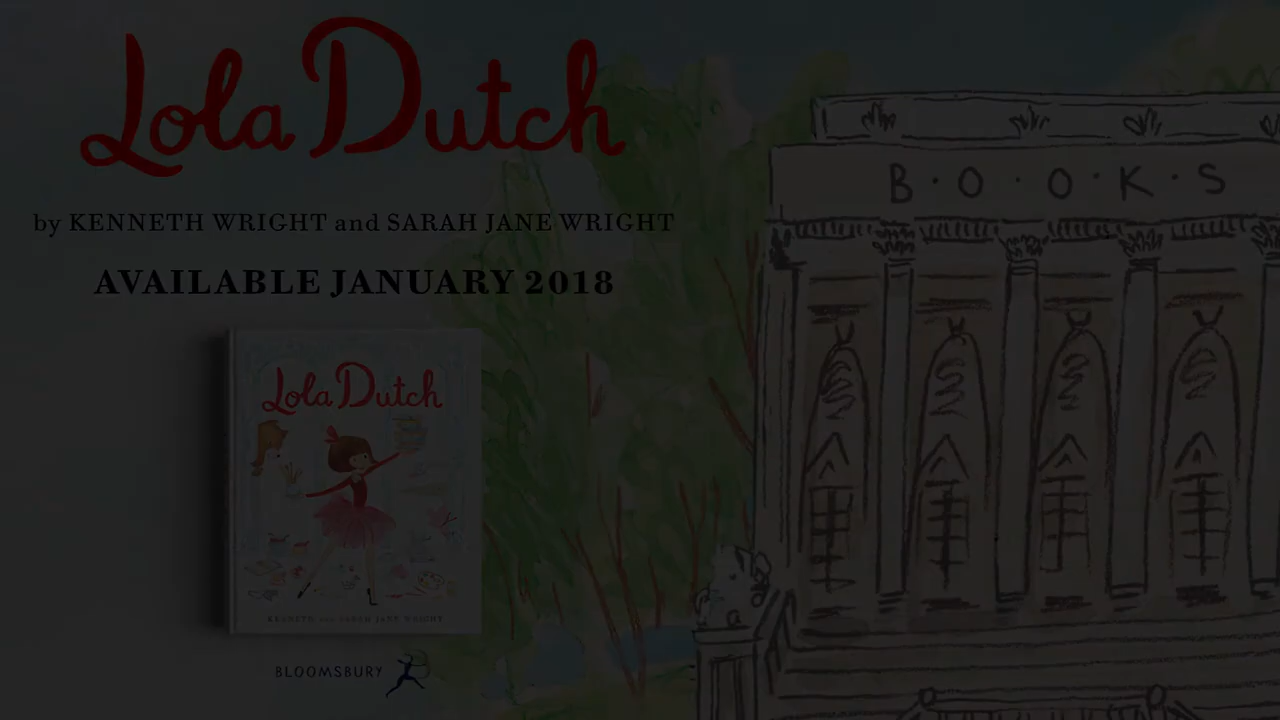 Lola Dutch
by KENNETH WRIGHT and SARAH JANE WRIGHT
AVAILABLE JANUARY 2018
B·O·O·K·S
Lola Dutch
KENNETH and SARAH JANE WRIGHT
BLOOMSBURY